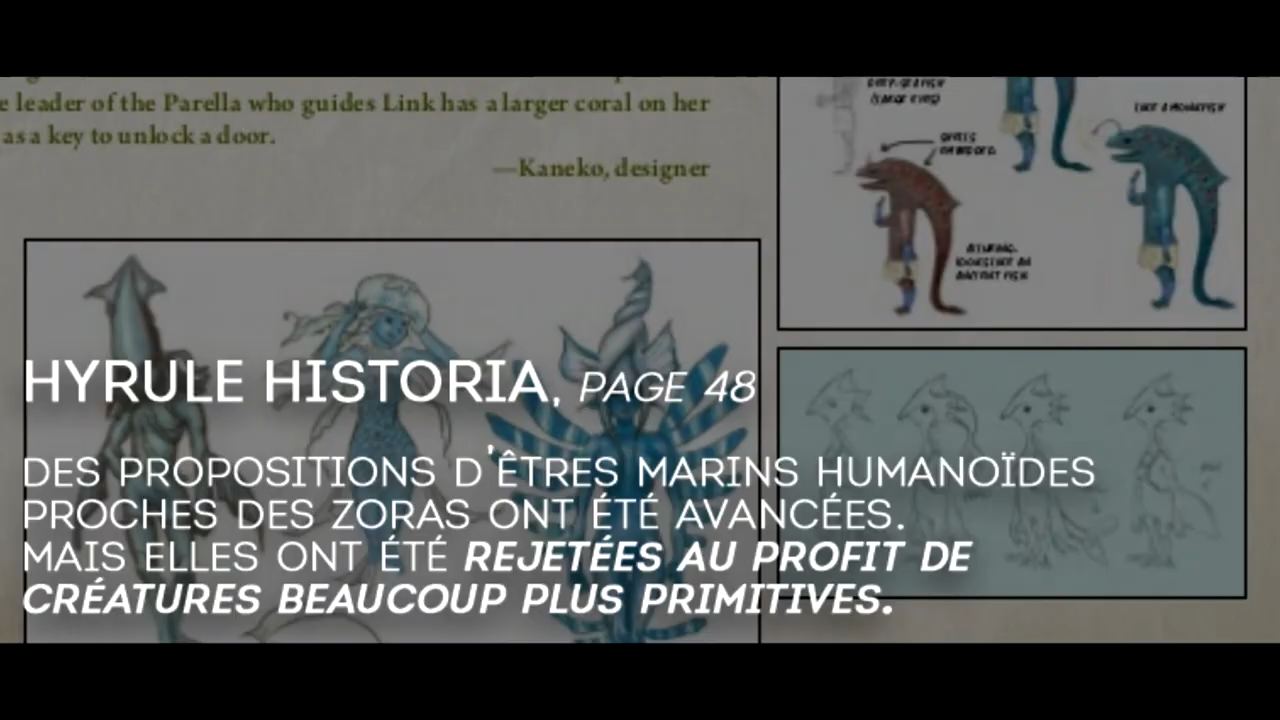 e leader of the Parella who guides Link has a larger coral on her
as a key to unlock a door.
—Kaneko, designer
LIKE A MONKFISH
HYRULE HISTORIA, PAGE 48
DES PROPOSITIONS D'ÊTRES MARINS HUMANOÏDES
PROCHES DES ZORAS ONT ÉTÉ AVANCÉES.
MAIS ELLES ONT ÉTÉ REJETÉES AU PROFIT DE
CRÉATURES BEAUCOUP PLUS PRIMITIVES.